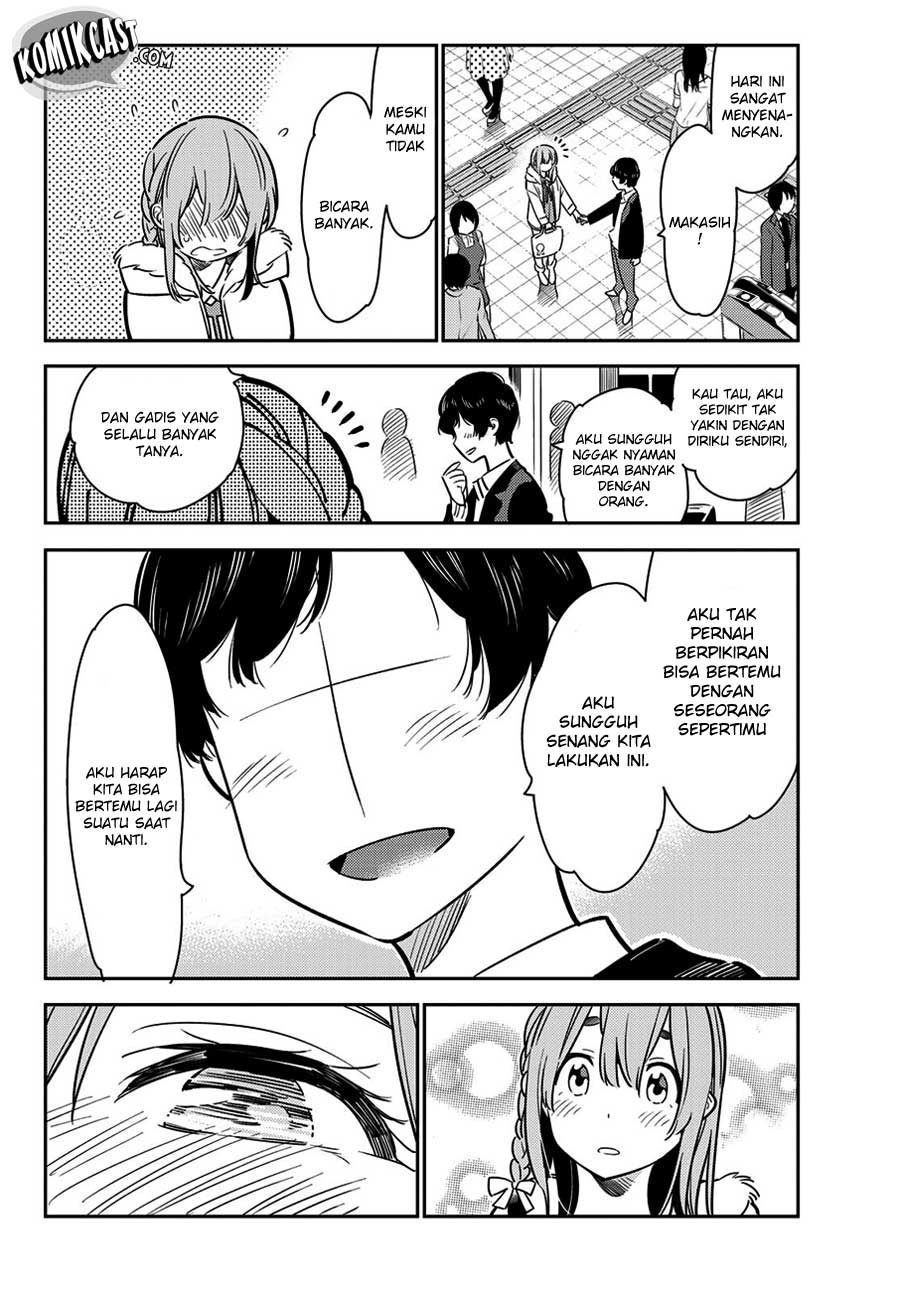 KOMIKCAST
.COM
HARI INI
SANGAT
MENYENA-
NGKAN.
MAKASIH
!
MESKI
KAMU
TIDAK
BICARA
BANYAK.
KAU TAU, AKU
SEDIKIT TAK
YAKIN DENGAN
DIRIKU SENDIRI,
AKU SUNGGUH
NGGAK NYAMAN
BICARA BANYAK
DENGAN
ORANG.
DAN GADIS YANG
SELALU BANYAK
TANYA.
AKU TAK
PERNAH
BERPIKIRAN
BISA BERTEMU
DENGAN
SESEORANG
SEPERTIMU
AKU
SUNGGUH
SENANG KITA
LAKUKAN INI.
AKU HARAP
KITA BISA
BERTEMU LAGI
SUATU SAAT
NANTI.